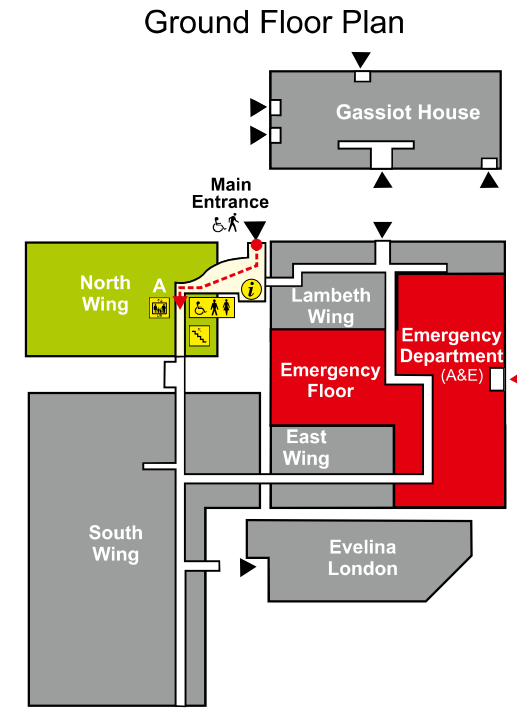 Ground Floor Plan
Gassiot House
Main
Entrance
North
Wing
A
i
Lambeth
Wing
Emergency
Department
(A&E)
Emergency
Floor
East
Wing
South
Wing
Evelina
London